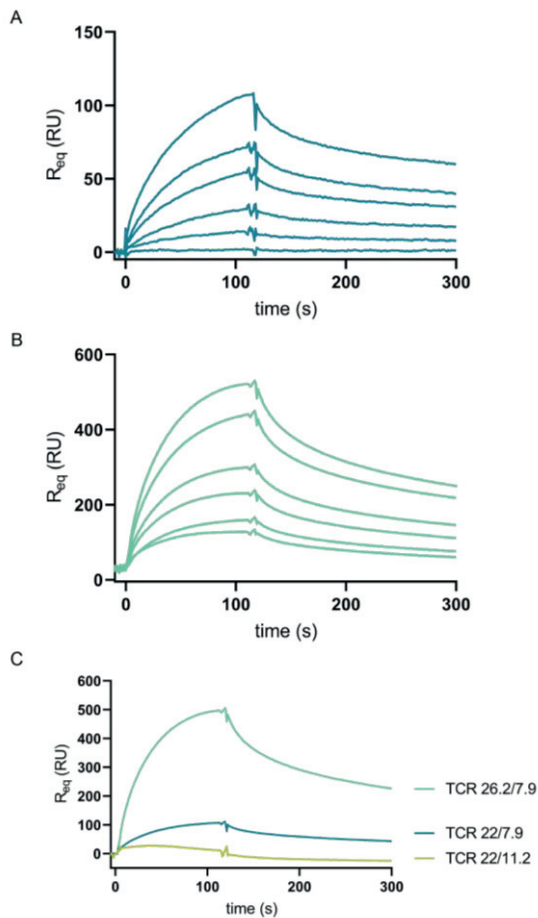 A
150
100
50
0
Req (RU)
0 100 200 300
time (s)
B
600
400
200
0
Req (RU)
0 100 200 300
time (s)
C
600
500
400
300
200
100
0
Req (RU)
0 100 200 300
time (s)
TCR 26.2/7.9
TCR 22/7.9
TCR 22/11.2